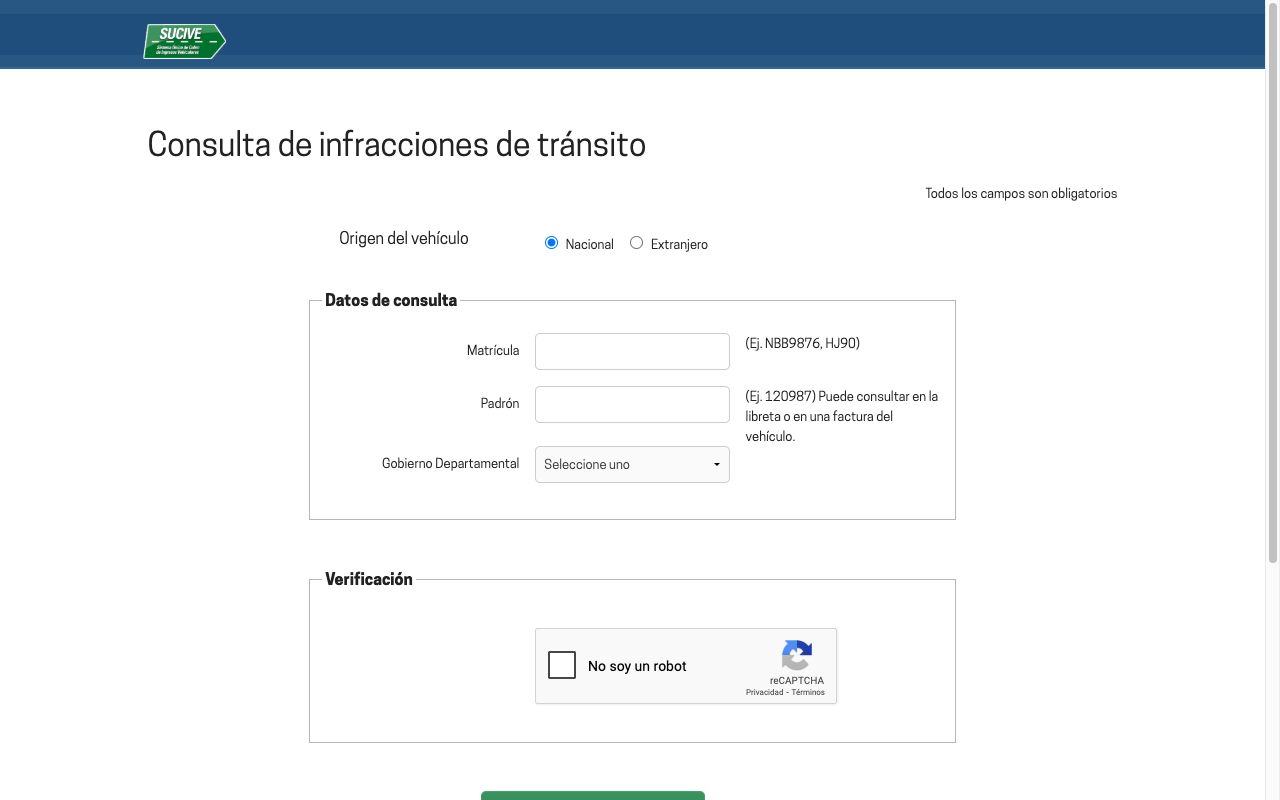 SUCIVE
Sistema Único de Cobro
de Ingresos Vehiculares
Consulta de infracciones de tránsito
Todos los campos son obligatorios
Origen del vehículo
Nacional
Extranjero
Datos de consulta
Matrícula
(Ej. NBB9876, HJ90)
Padrón
(Ej. 120987) Puede consultar en la
libreta o en una factura del
vehículo.
Gobierno Departamental
Seleccione uno
Verificación
No soy un robot
reCAPTCHA
Privacidad - Términos